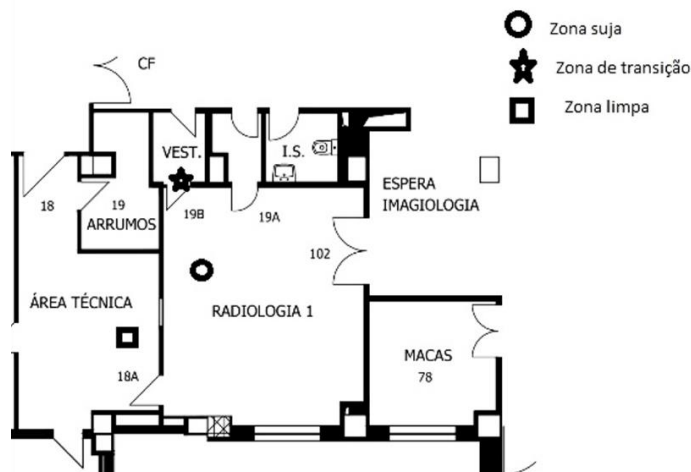 Zona suja
Zona de transição
Zona limpa
CF
VEST.
I.S.
18
19
ARRUMOS
19B
19A
ESPERA
IMAGIOLOGIA
102
ÁREA TÉCNICA
RADIOLOGIA 1
18A
MACAS
78